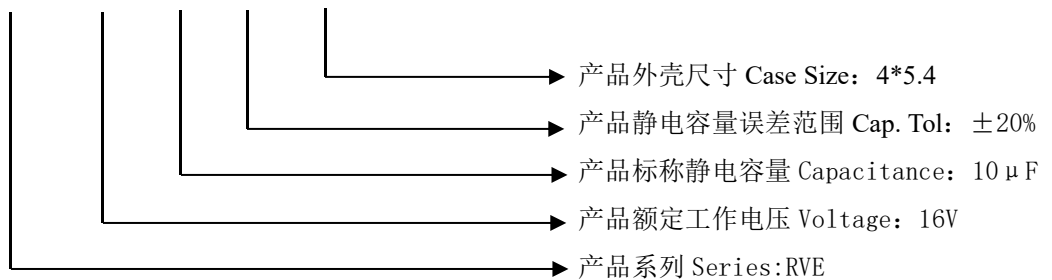 产品外壳尺寸 Case Size：4*5.4
产品静电容量误差范围 Cap. Tol：±20%
产品标称静电容量 Capacitance：10μF
产品额定工作电压 Voltage：16V
产品系列 Series:RVE